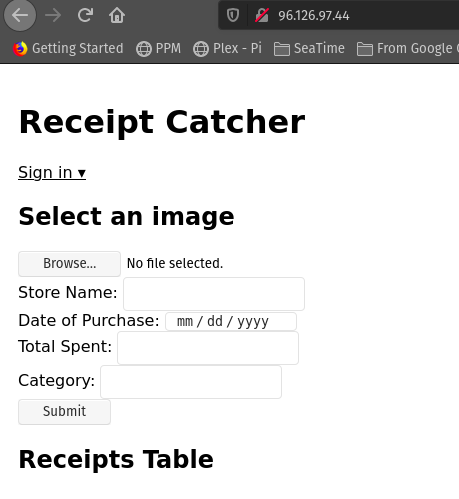 96.126.97.44
Getting Started PPM Plex - Pi SeaTime From Google
Receipt Catcher
Sign in ▾
Select an image
Browse... No file selected.
Store Name:
Date of Purchase: mm / dd / yyyy
Total Spent:
Category:
Submit
Receipts Table